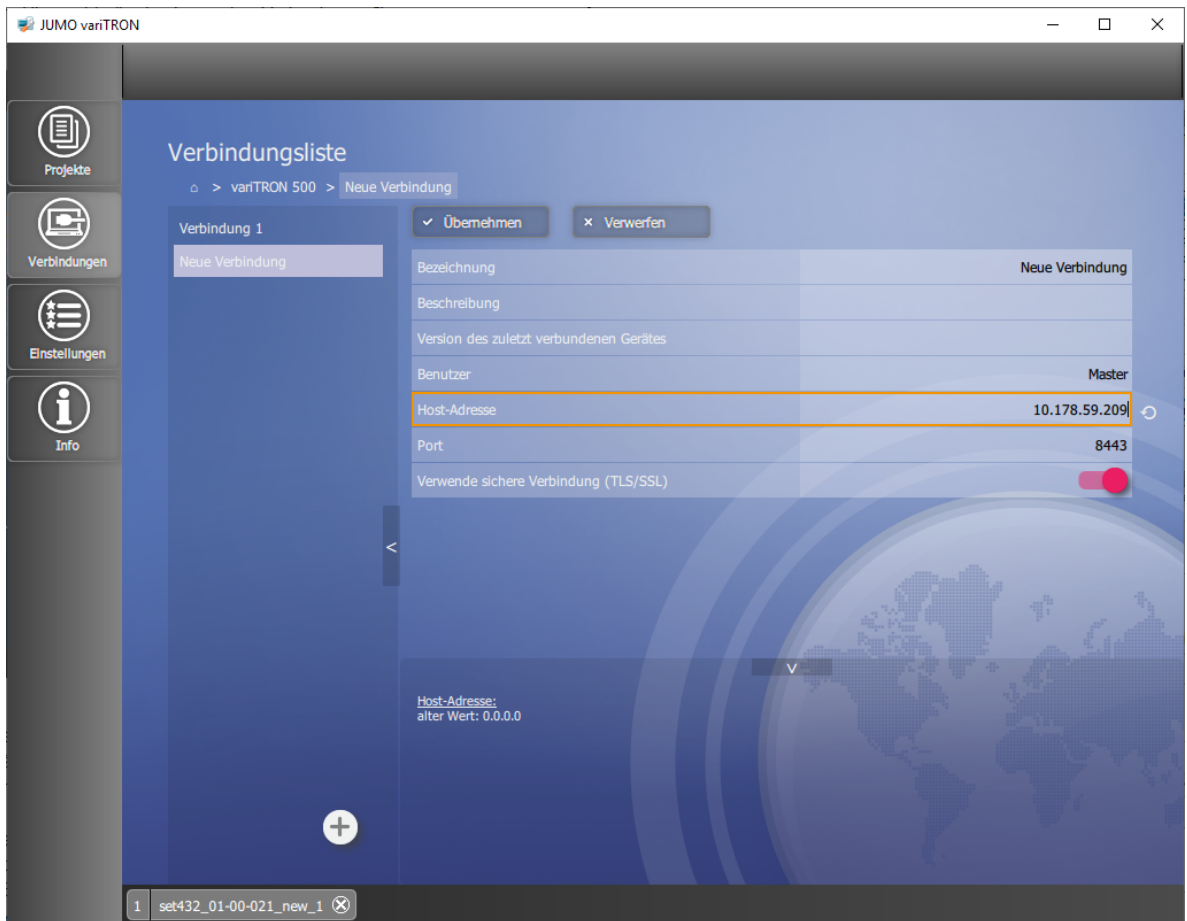 JUMO variTRON
Projekte
Verbindungen
Einstellungen
Info
Verbindungsliste
> variTRON 500 > Neue Verbindung
Verbindung 1
Neue Verbindung
Übernehmen
Verwerfen
Bezeichnung Neue Verbindung
Beschreibung
Version des zuletzt verbundenen Gerätes
Benutzer Master
Host-Adresse 10.178.59.209
Port 8443
Verwende sichere Verbindung (TLS/SSL)
<
V
Host-Adresse:
alter Wert: 0.0.0.0
1 set432_01-00-021_new_1